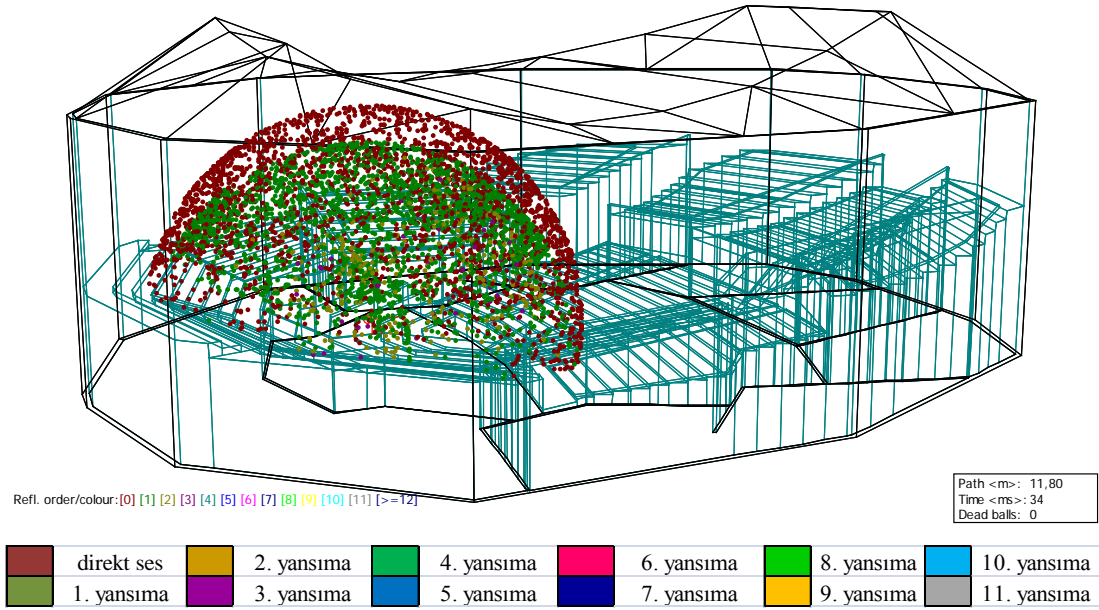 Refl. order/colour:[0] [1] [2] [3] [4] [5] [6] [7] [8] [9] [10] [11] [>=12]
Path <m>: 11,80
Time <ms>: 34
Dead balls: 0
direkt ses 2. yansıma 4. yansıma 6. yansıma 8. yansıma 10. yansıma
1. yansıma 3. yansıma 5. yansıma 7. yansıma 9. yansıma 11. yansıma